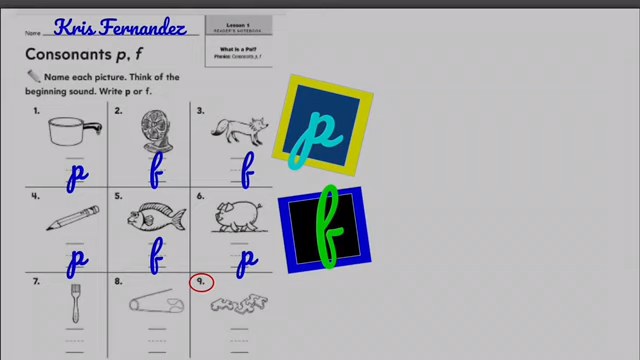 Name Kris Fernandez
Lesson 1
READER'S NOTEBOOK
Consonants p, f
What Is a Pal?
Phonics: Consonants p, f
Name each picture. Think of the
beginning sound. Write p or f.
1. 2. 3.
p f f
4. 5. 6.
p f p
7. 8. 9.
p
f